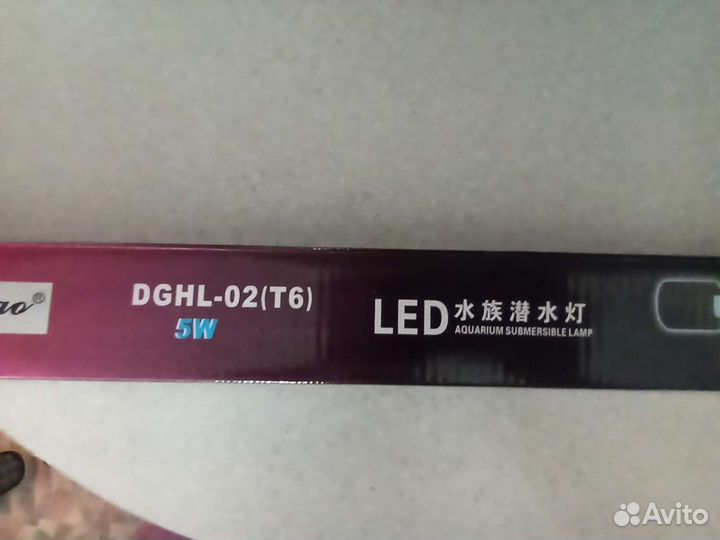 DGHL-02(T6)
5W
LED 水族潜水灯
AQUARIUM SUBMERSIBLE LAMP
Avito